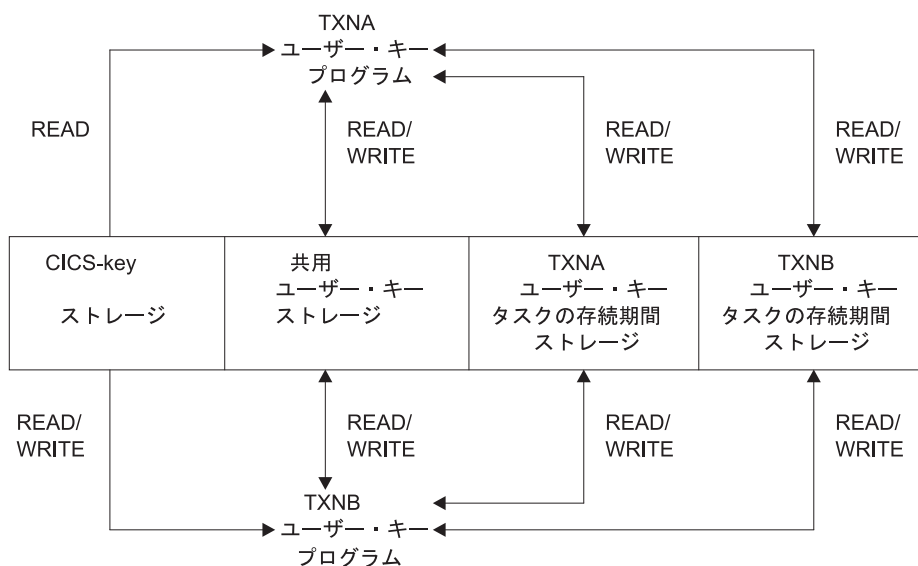 TXNA
ユーザー・キー
プログラム
READ
READ/
WRITE
READ/
WRITE
READ/
WRITE
CICS-key
ストレージ
共用
ユーザー・キー
ストレージ
TXNA
ユーザー・キー
タスクの存続期間
ストレージ
TXNB
ユーザー・キー
タスクの存続期間
ストレージ
READ/
WRITE
READ/
WRITE
READ/
WRITE
READ/
WRITE
TXNB
ユーザー・キー
プログラム